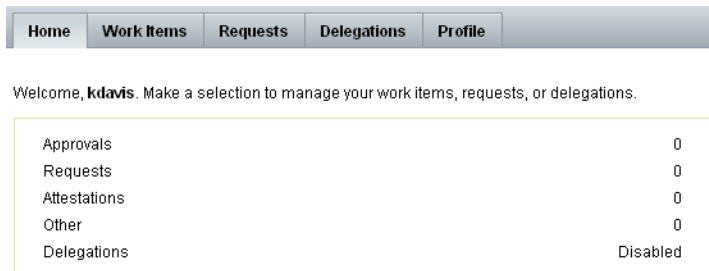 Home Work Items Requests Delegations Profile
Welcome, kdavis. Make a selection to manage your work items, requests, or delegations.
Approvals 0
Requests 0
Attestations 0
Other 0
Delegations Disabled